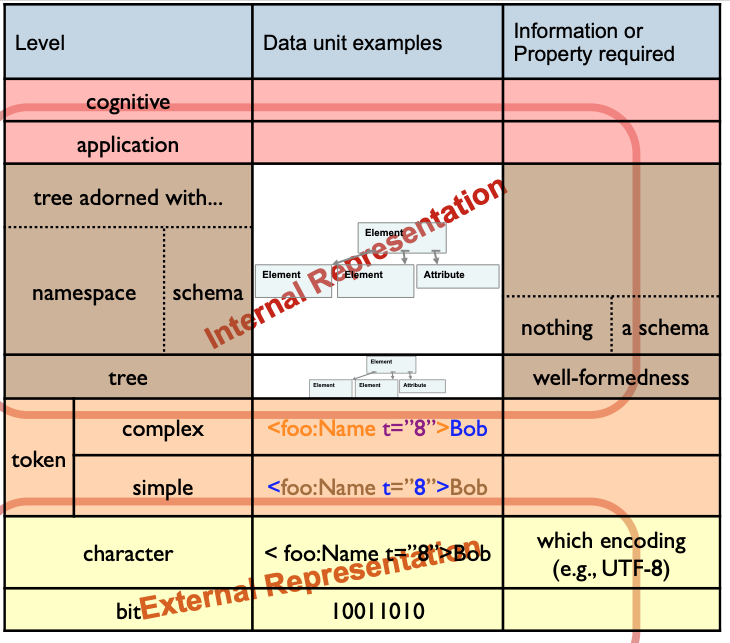 Level
Data unit examples
Information or
Property required
cognitive
application
tree adorned with...
namespace
schema
Element
Element
Element
Attribute
Internal Representation
nothing
a schema
tree
Element
Element
Element
Attribute
well-formedness
token
complex
<foo:Name t=”8”>Bob
simple
<foo:Name t=”8”>Bob
character
< foo:Name t=”8”>Bob
which encoding
(e.g., UTF-8)
External Representation
bit
10011010